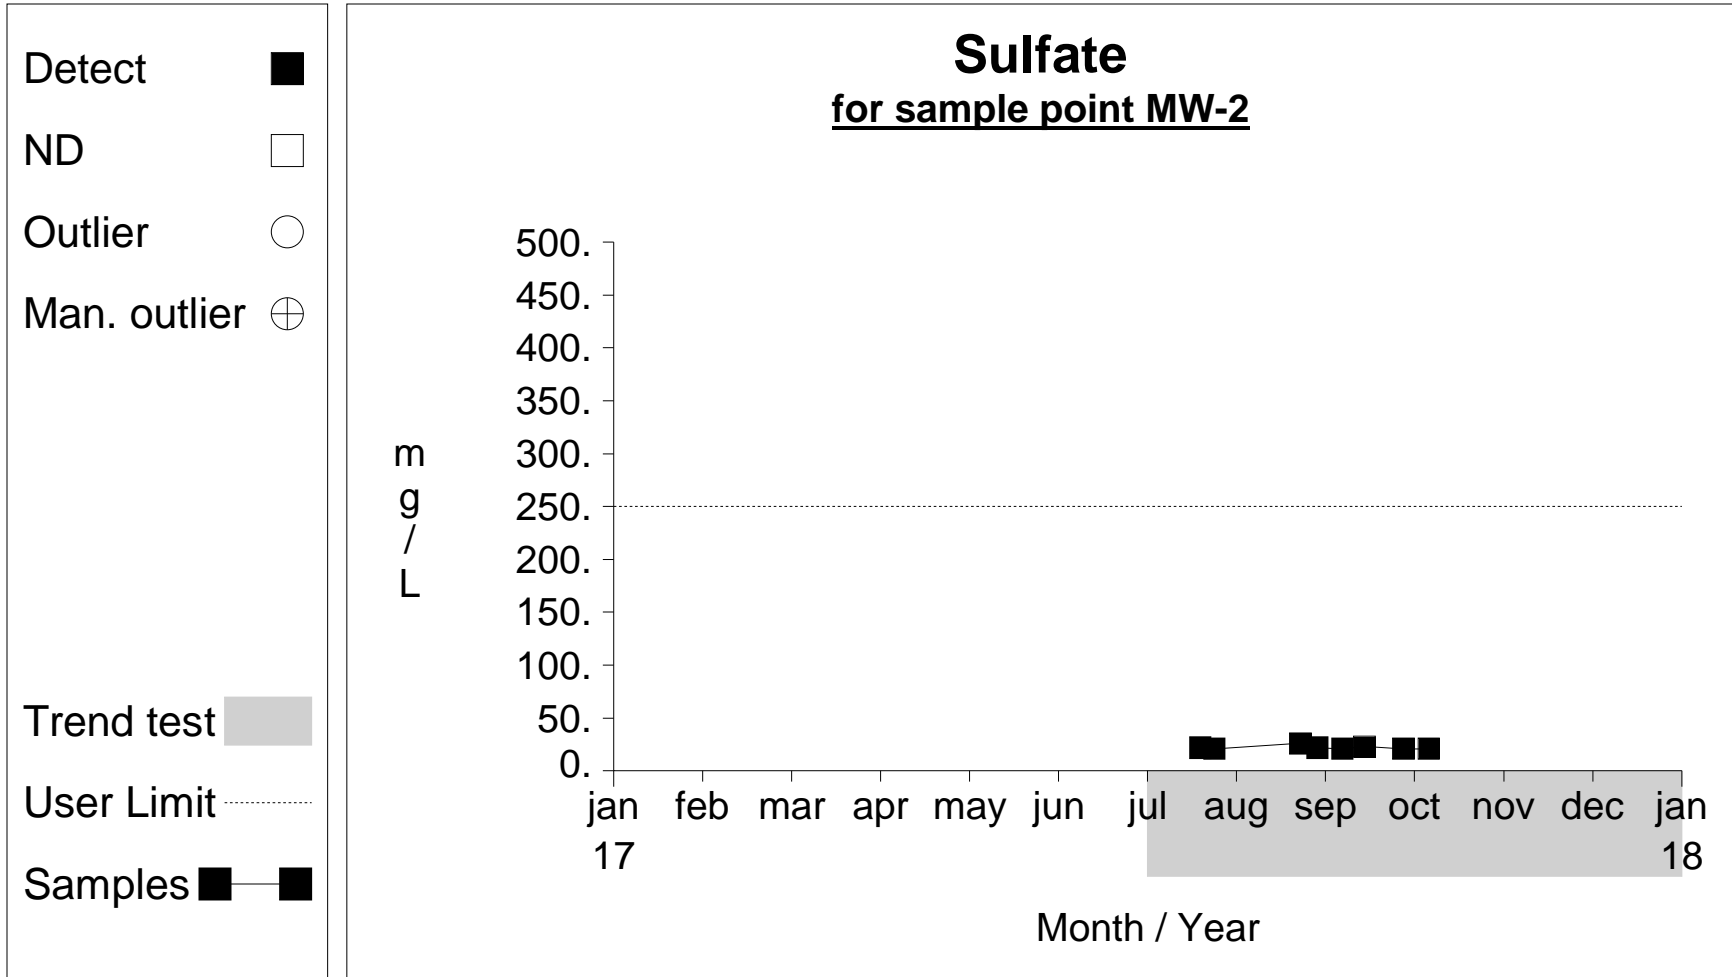 Detect
ND
Outlier
Man. outlier
Trend test
User Limit
Samples
Sulfate
for sample point MW-2
500.
450.
400.
350.
300.
250.
200.
150.
100.
50.
0.
m
g
/
L
jan feb mar apr may jun jul aug sep oct nov dec jan
17 18
Month / Year